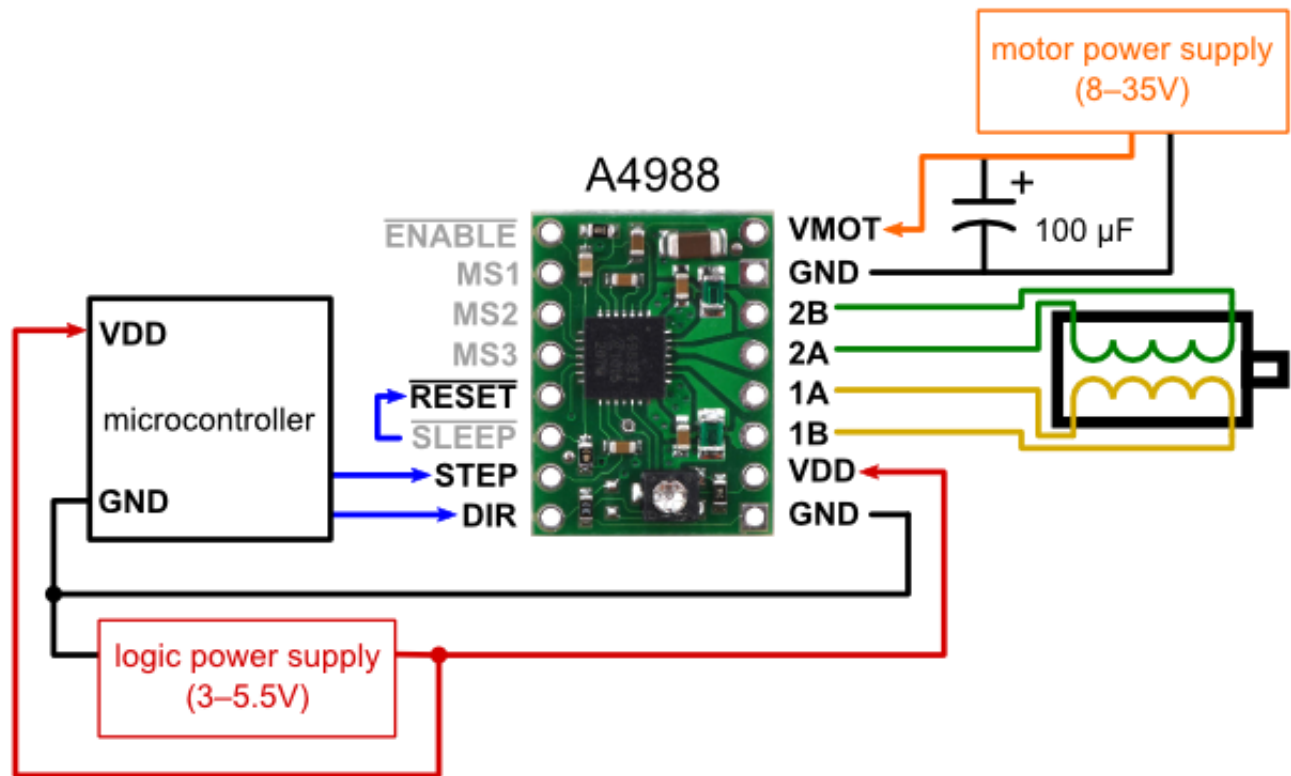 motor power supply
(8–35V)
A4988
ENABLE
MS1
MS2
MS3
RESET
SLEEP
STEP
DIR
VMOT
GND
2B
2A
1A
1B
VDD
GND
+
100 µF
VDD
microcontroller
GND
logic power supply
(3–5.5V)